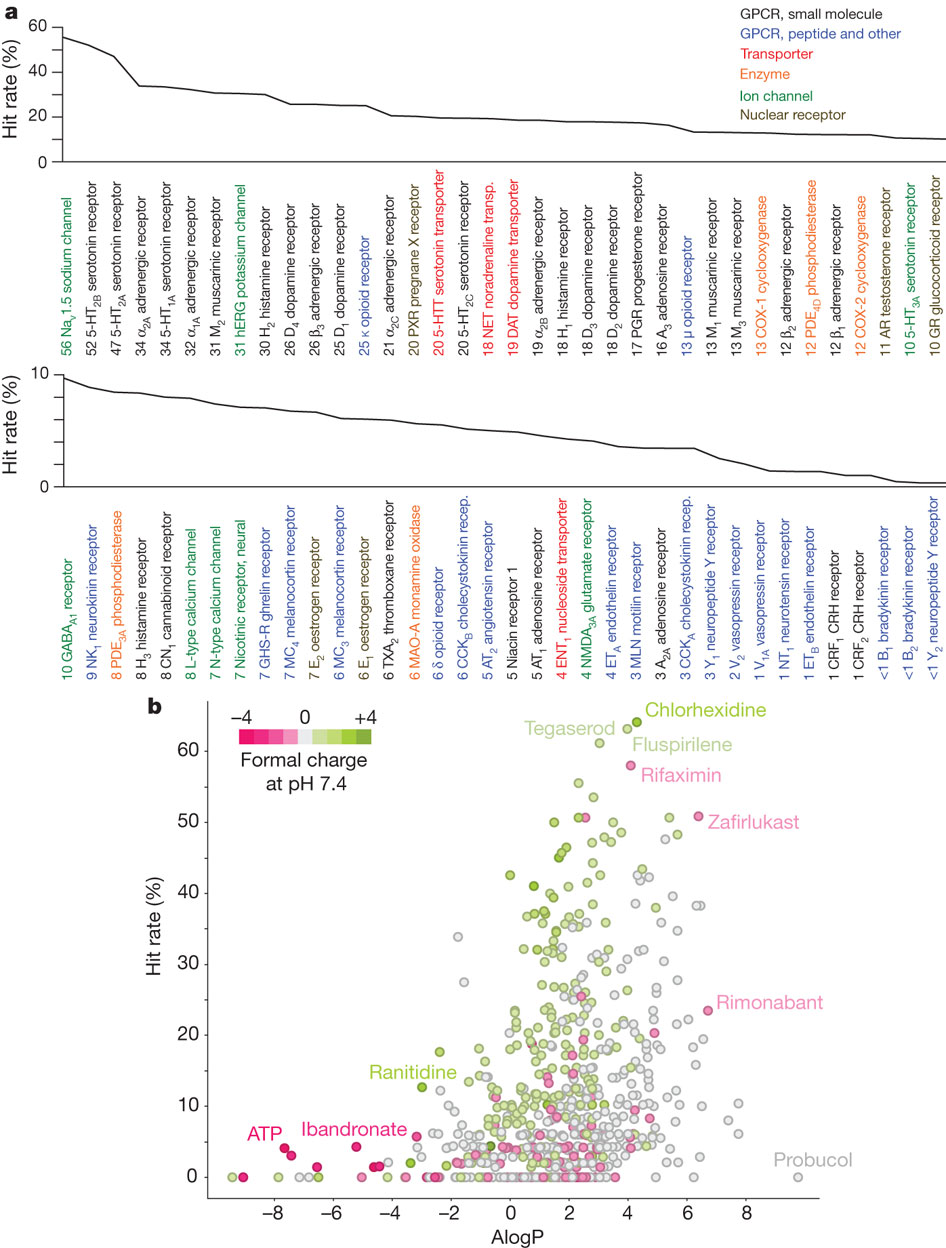 a
Hit rate (%)
60
40
20
0
GPCR, small molecule
GPCR, peptide and other
Transporter
Enzyme
Ion channel
Nuclear receptor
56 Nav1.5 sodium channel
52 5-HT2B serotonin receptor
47 5-HT2A serotonin receptor
34 α2A adrenergic receptor
34 5-HT1A serotonin receptor
32 α1A adrenergic receptor
31 M2 muscarinic receptor
31 hERG potassium channel
30 H2 histamine receptor
26 D4 dopamine receptor
26 β3 adrenergic receptor
25 D1 dopamine receptor
25 κ opioid receptor
21 α2C adrenergic receptor
20 PXR pregnane X receptor
20 5-HTT serotonin transporter
20 5-HT2C serotonin receptor
18 NET noradrenaline transp.
19 DAT dopamine transporter
19 α2B adrenergic receptor
18 H1 histamine receptor
18 D3 dopamine receptor
18 D2 dopamine receptor
17 PGR progesterone receptor
16 A3 adenosine receptor
13 μ opioid receptor
13 M1 muscarinic receptor
13 M3 muscarinic receptor
13 COX-1 cyclooxygenase
12 β2 adrenergic receptor
12 PDE4D phosphodiesterase
12 β1 adrenergic receptor
12 COX-2 cyclooxygenase
11 AR testosterone receptor
10 5-HT3A serotonin receptor
10 GR glucocorticoid receptor
Hit rate (%)
10
0
10 GABAA1 receptor
9 NK1 neurokinin receptor
8 PDE3A phosphodiesterase
8 H3 histamine receptor
8 CN1 cannabinoid receptor
8 L-type calcium channel
7 N-type calcium channel
7 Nicotinic receptor, neural
7 GHS-R ghrelin receptor
7 MC4 melanocortin receptor
7 E2 oestrogen receptor
6 MC3 melanocortin receptor
6 E1 oestrogen receptor
6 TXA2 thromboxane receptor
6 MAO-A monamine oxidase
6 δ opioid receptor
6 CCKB cholecystokinin recep.
5 AT2 angiotensin receptor
5 Niacin receptor 1
5 AT1 adenosine receptor
4 ENT1 nucleoside transporter
4 NMDA3A glutamate receptor
4 ETA endothelin receptor
3 MLN motilin receptor
3 A2A adenosine receptor
3 CCKA cholecystokinin recep.
3 Y1 neuropeptide Y receptor
2 V2 vasopressin receptor
1 V1A vasopressin receptor
1 NT1 neurotensin receptor
1 ETB endothelin receptor
1 CRF1 CRH receptor
1 CRF2 CRH receptor
<1 B1 bradykinin receptor
<1 B2 bradykinin receptor
<1 Y2 neuropeptide Y receptor
b
−4 0 +4
Formal charge
at pH 7.4
Chlorhexidine
Tegaserod
Fluspirilene
Rifaximin
Zafirlukast
Rimonabant
Ranitidine
ATP
Ibandronate
Probucol
Hit rate (%)
60
50
40
30
20
10
0
−8 −6 −4 −2 0 2 4 6 8
AlogP